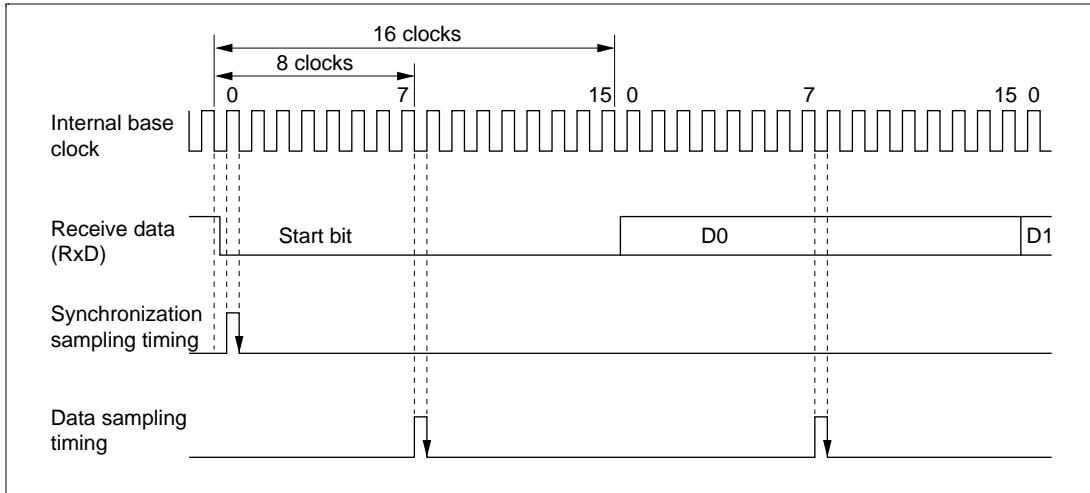 16 clocks
8 clocks
0 7 15 0 7 15 0
Internal base
clock
Receive data
(RxD)
Start bit D0 D1
Synchronization
sampling timing
Data sampling
timing